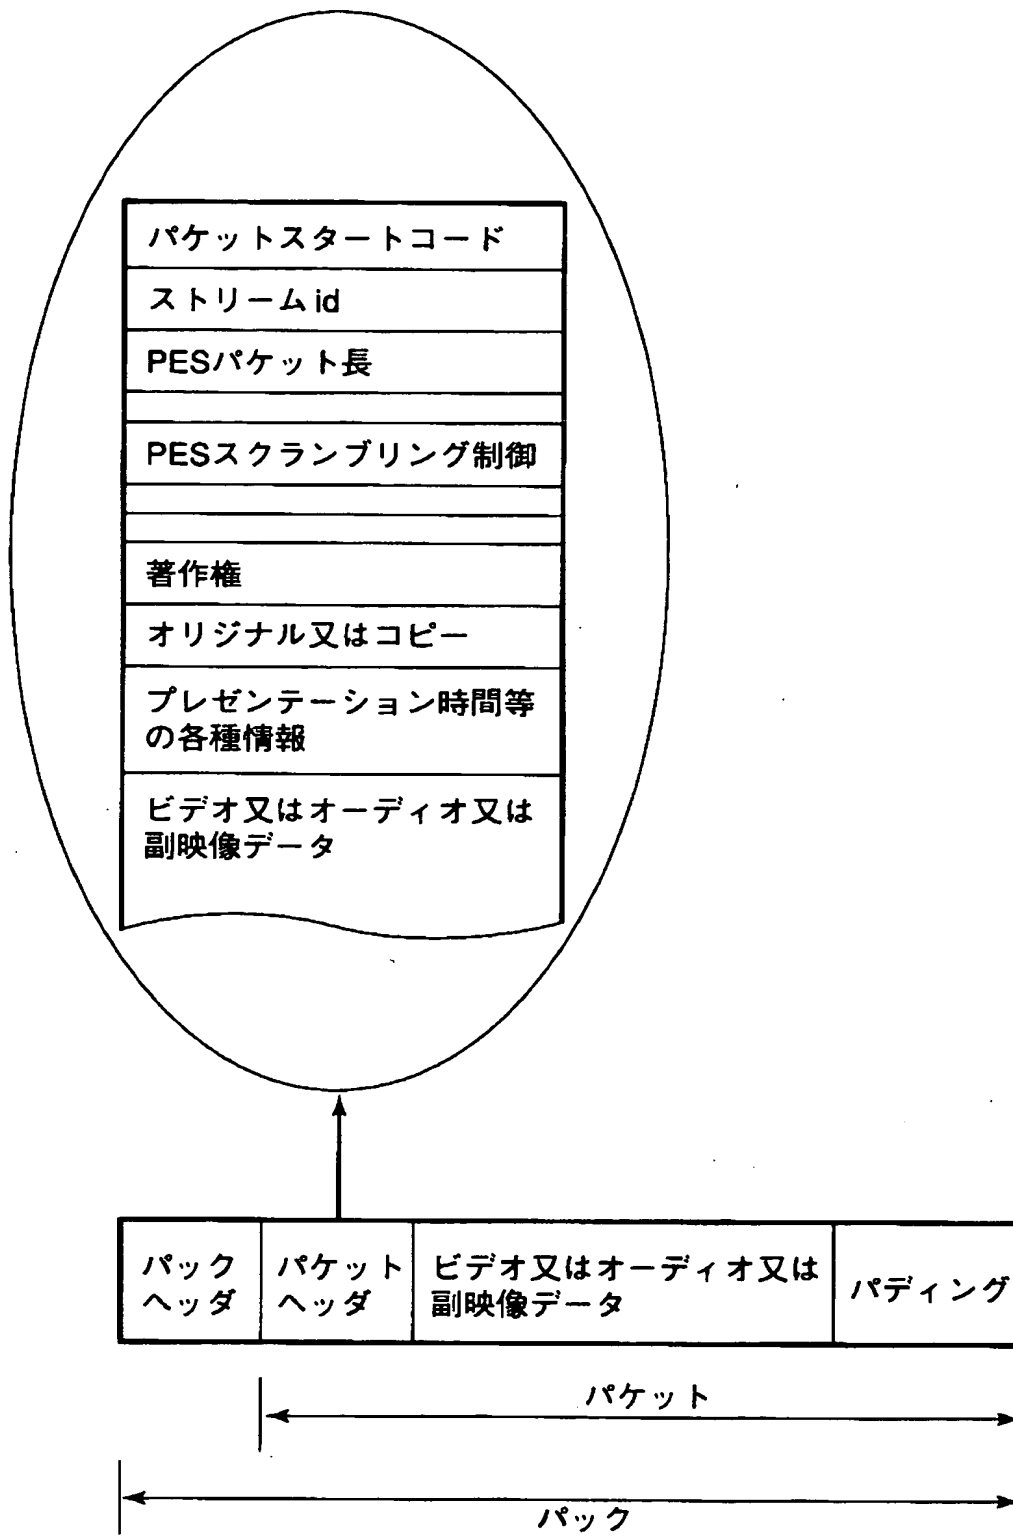 パケットスタートコード
ストリームid
PESパケット長
PESスクランブリング制御
著作権
オリジナル又はコピー
プレゼンテーション時間等
の各種情報
ビデオ又はオーディオ又は
副映像データ
パック
ヘッダ
パケット
ヘッダ
ビデオ又はオーディオ又は
副映像データ
パディング
パケット
パック